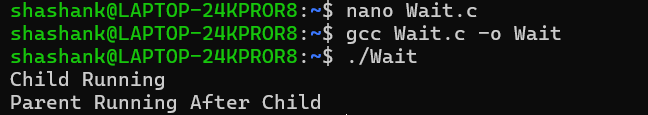 shashank@LAPTOP-24KPROR8:~$ nano Wait.c
shashank@LAPTOP-24KPROR8:~$ gcc Wait.c -o Wait
shashank@LAPTOP-24KPROR8:~$ ./Wait
Child Running
Parent Running After Child